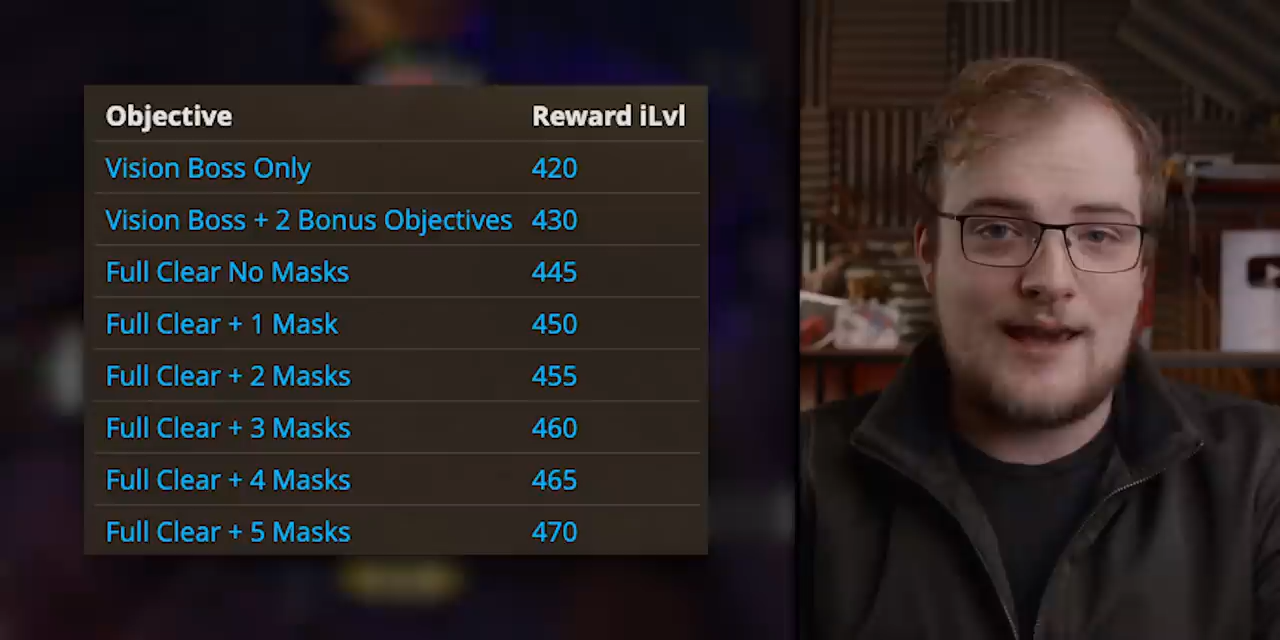 Objective Reward iLvl
Vision Boss Only 420
Vision Boss + 2 Bonus Objectives 430
Full Clear No Masks 445
Full Clear + 1 Mask 450
Full Clear + 2 Masks 455
Full Clear + 3 Masks 460
Full Clear + 4 Masks 465
Full Clear + 5 Masks 470